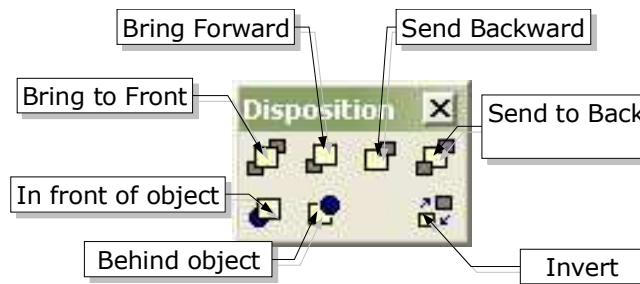 Bring Forward
Send Backward
Bring to Front
Disposition
Send to Back
In front of object
Behind object
Invert